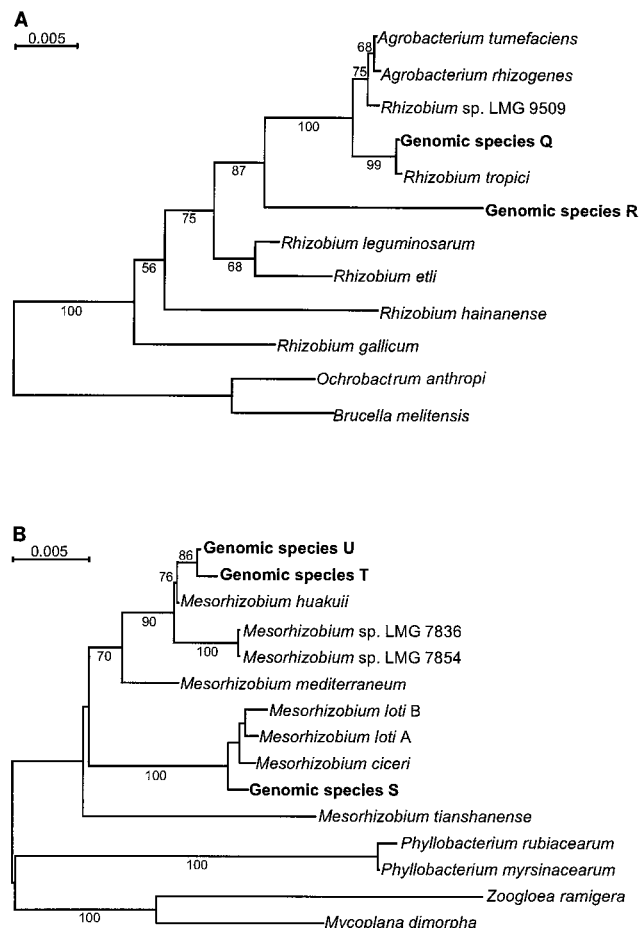 A
0.005
68
Agrobacterium tumefaciens
75
Agrobacterium rhizogenes
Rhizobium sp. LMG 9509
100
Genomic species Q
99
Rhizobium tropici
87
Genomic species R
75
Rhizobium leguminosarum
68
Rhizobium etli
56
Rhizobium hainanense
100
Rhizobium gallicum
Ochrobactrum anthropi
Brucella melitensis
B
0.005
86
Genomic species U
76
Genomic species T
Mesorhizobium huakuii
90
Mesorhizobium sp. LMG 7836
100
Mesorhizobium sp. LMG 7854
70
Mesorhizobium mediterraneum
Mesorhizobium loti B
Mesorhizobium loti A
Mesorhizobium ciceri
100
Genomic species S
Mesorhizobium tianshanense
Phyllobacterium rubiacearum
100
Phyllobacterium myrsinacearum
Zoogloea ramigera
100
Mycoplana dimorpha